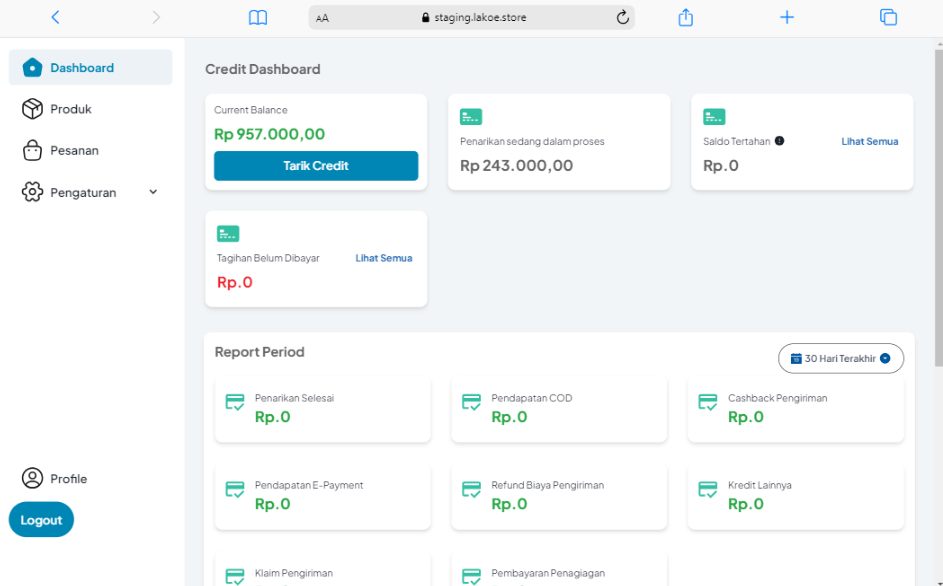 AA
staging.lakoe.store
Dashboard
Produk
Pesanan
Pengaturan
Profile
Logout
Credit Dashboard
Current Balance
Rp 957.000,00
Tarik Credit
Penarikan sedang dalam proses
Rp 243.000,00
Saldo Tertahan
Lihat Semua
Rp.0
Tagihan Belum Dibayar
Lihat Semua
Rp.0
Report Period
30 Hari Terakhir
Penarikan Selesai
Rp.0
Pendapatan COD
Rp.0
Cashback Pengiriman
Rp.0
Pendapatan E-Payment
Rp.0
Refund Biaya Pengiriman
Rp.0
Kredit Lainnya
Rp.0
Klaim Pengiriman
Pembayaran Penagiagan